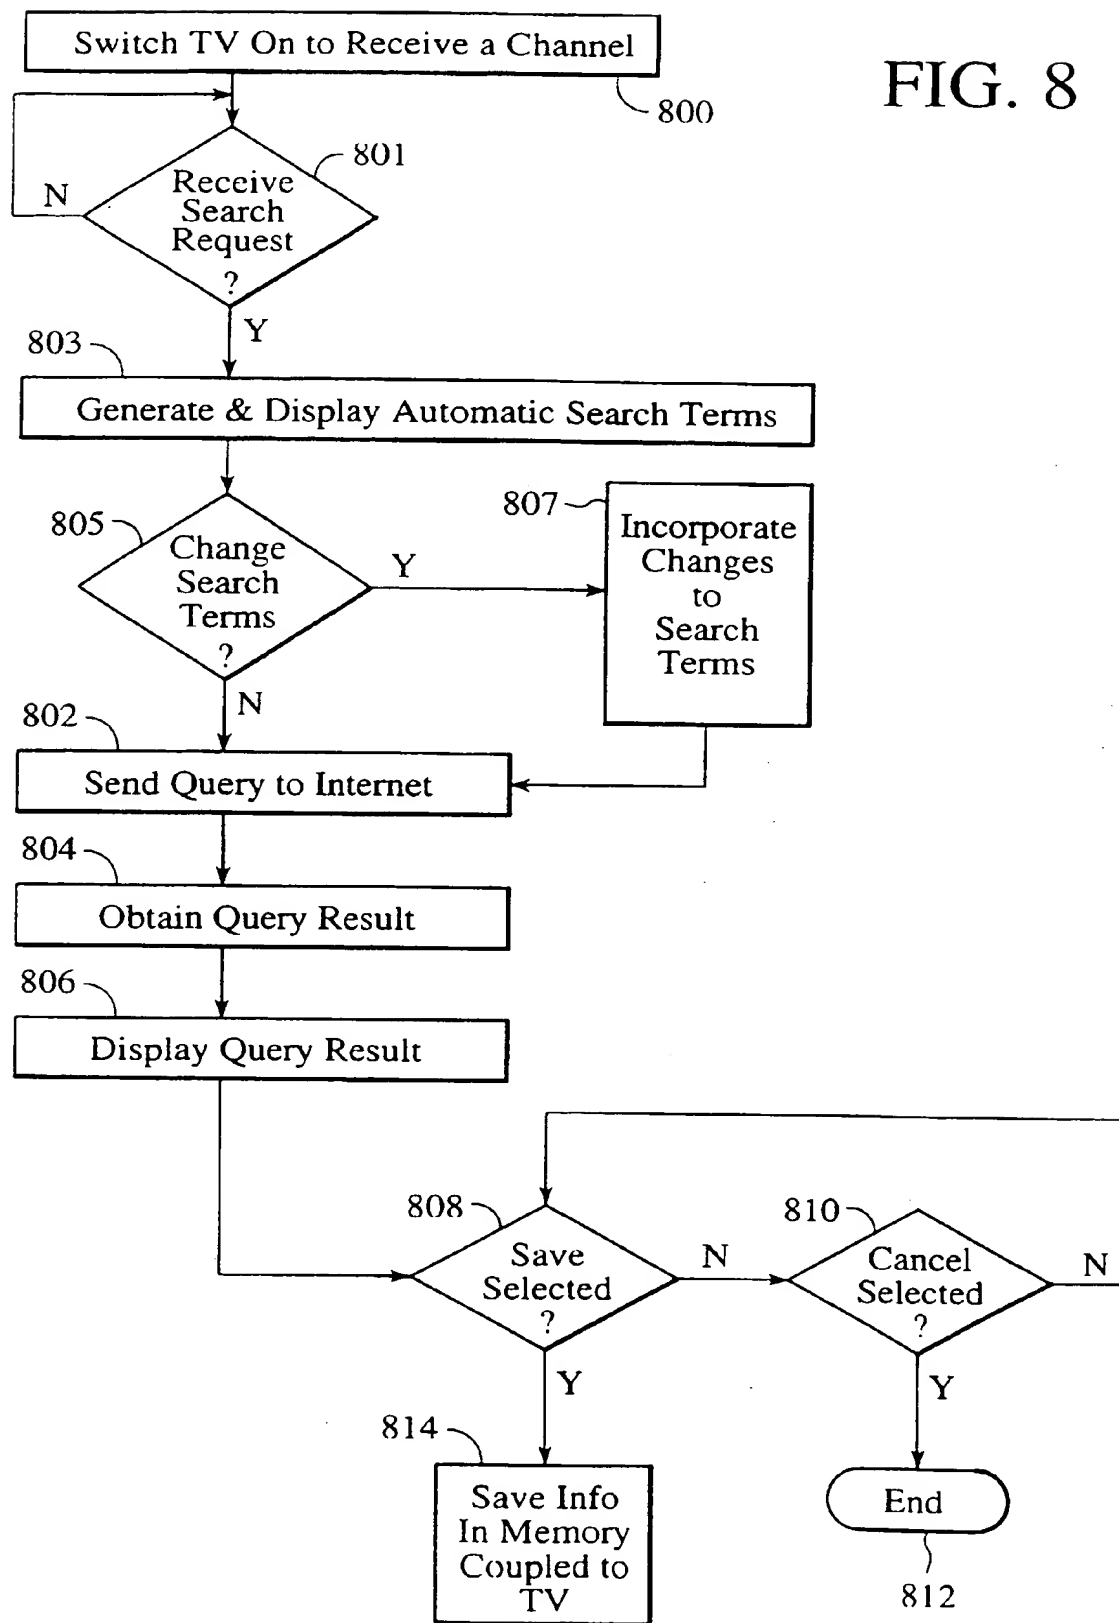 Switch TV On to Receive a Channel
FIG. 8
800
801
N
Receive
Search
Request
?
Y
803
Generate & Display Automatic Search Terms
805
Change
Search
Terms
?
Y
807
Incorporate
Changes
to
Search
Terms
N
802
Send Query to Internet
804
Obtain Query Result
806
Display Query Result
808
Save
Selected
?
N
810
Cancel
Selected
?
N
Y
Y
814
Save Info
In Memory
Coupled to
TV
End
812